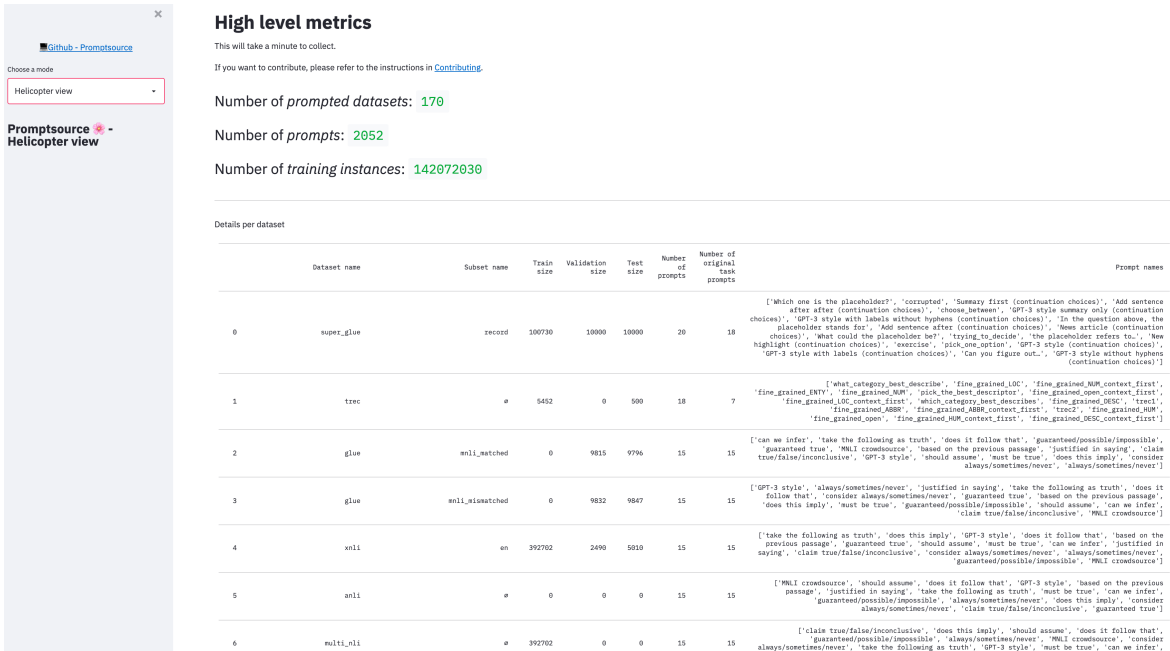 ×
Github - Promptsource
Choose a mode
Helicopter view
Promptsource 🌸 -
Helicopter view
High level metrics
This will take a minute to collect.
If you want to contribute, please refer to the instructions in Contributing.
Number of prompted datasets: 170
Number of prompts: 2052
Number of training instances: 142072030
Details per dataset
Dataset name Subset name Train size Validation size Test size Number of prompts Number of original task prompts Prompt names
0 super_glue record 100730 10000 10000 20 18
['Which one is the placeholder?', 'corrupted', 'Summary first (continuation choices)', 'Add sentence
after after (continuation choices)', 'choose_between', 'GPT-3 style summary only (continuation
choices)', 'GPT-3 style with labels without hyphens (continuation choices)', 'In the question above, the
placeholder stands for', 'Add sentence after (continuation choices)', 'News article (continuation
choices)', 'What could the placeholder be?', 'trying_to_decide', 'the placeholder refers to…', 'New
highlight (continuation choices)', 'exercise', 'pick_one_option', 'GPT-3 style (continuation choices)',
'GPT-3 style with labels (continuation choices)', 'Can you figure out…', 'GPT-3 style without hyphens
(continuation choices)']
1 trec ∅ 5452 0 500 18 7
['what_category_best_describe', 'fine_grained_LOC', 'fine_grained_NUM_context_first',
'fine_grained_ENTY', 'fine_grained_NUM', 'pick_the_best_descriptor', 'fine_grained_open_context_first',
'fine_grained_LOC_context_first', 'which_category_best_describes', 'fine_grained_DESC', 'trec1',
'fine_grained_ABBR', 'fine_grained_ABBR_context_first', 'trec2', 'fine_grained_HUM',
'fine_grained_open', 'fine_grained_HUM_context_first', 'fine_grained_DESC_context_first']
2 glue mnli_matched 0 9815 9796 15 15
['can we infer', 'take the following as truth', 'does it follow that', 'guaranteed/possible/impossible',
'guaranteed true', 'MNLI crowdsource', 'based on the previous passage', 'justified in saying', 'claim
true/false/inconclusive', 'GPT-3 style', 'should assume', 'must be true', 'does this imply', 'consider
always/sometimes/never', 'always/sometimes/never']
3 glue mnli_mismatched 0 9832 9847 15 15
['GPT-3 style', 'always/sometimes/never', 'justified in saying', 'take the following as truth', 'does it
follow that', 'consider always/sometimes/never', 'guaranteed true', 'based on the previous passage',
'does this imply', 'must be true', 'guaranteed/possible/impossible', 'should assume', 'can we infer',
'claim true/false/inconclusive', 'MNLI crowdsource']
4 xnli en 392702 2490 5010 15 15
['take the following as truth', 'does this imply', 'GPT-3 style', 'does it follow that', 'based on the
previous passage', 'guaranteed true', 'should assume', 'must be true', 'can we infer', 'justified in
saying', 'claim true/false/inconclusive', 'consider always/sometimes/never', 'always/sometimes/never',
'guaranteed/possible/impossible', 'MNLI crowdsource']
5 anli ∅ 0 0 0 15 15
['MNLI crowdsource', 'should assume', 'does it follow that', 'GPT-3 style', 'based on the previous
passage', 'justified in saying', 'take the following as truth', 'must be true', 'can we infer',
'guaranteed/possible/impossible', 'always/sometimes/never', 'does this imply', 'consider
always/sometimes/never', 'claim true/false/inconclusive', 'guaranteed true']
6 multi_nli ∅ 392702 0 0 15 15
['claim true/false/inconclusive', 'does this imply', 'should assume', 'does it follow that',
'guaranteed/possible/impossible', 'always/sometimes/never', 'MNLI crowdsource', 'consider
always/sometimes/never', 'take the following as truth', 'GPT-3 style', 'must be true', 'can we infer',